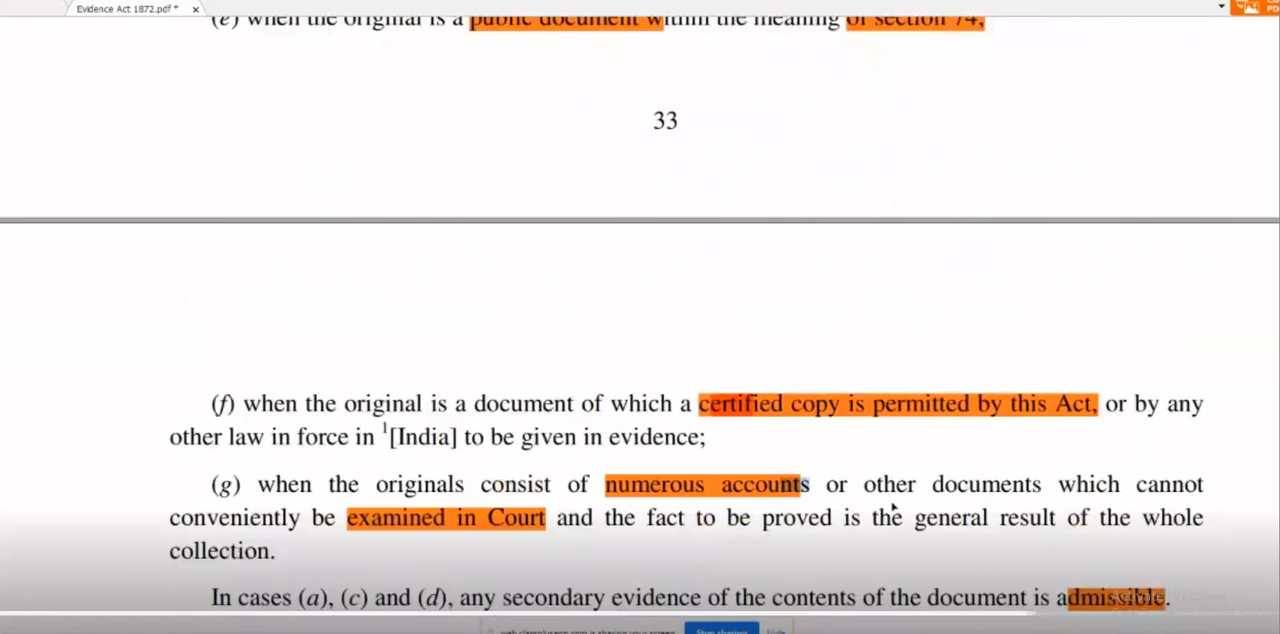 Evidence Act 1872.pdf * ×
PD
(e) when the original is a public document within the meaning of section 74;
33
(f) when the original is a document of which a certified copy is permitted by this Act, or by any
other law in force in 1[India] to be given in evidence;
(g) when the originals consist of numerous accounts or other documents which cannot
conveniently be examined in Court and the fact to be proved is the general result of the whole
collection.
In cases (a), (c) and (d), any secondary evidence of the contents of the document is admissible.
Stop sharing Hide